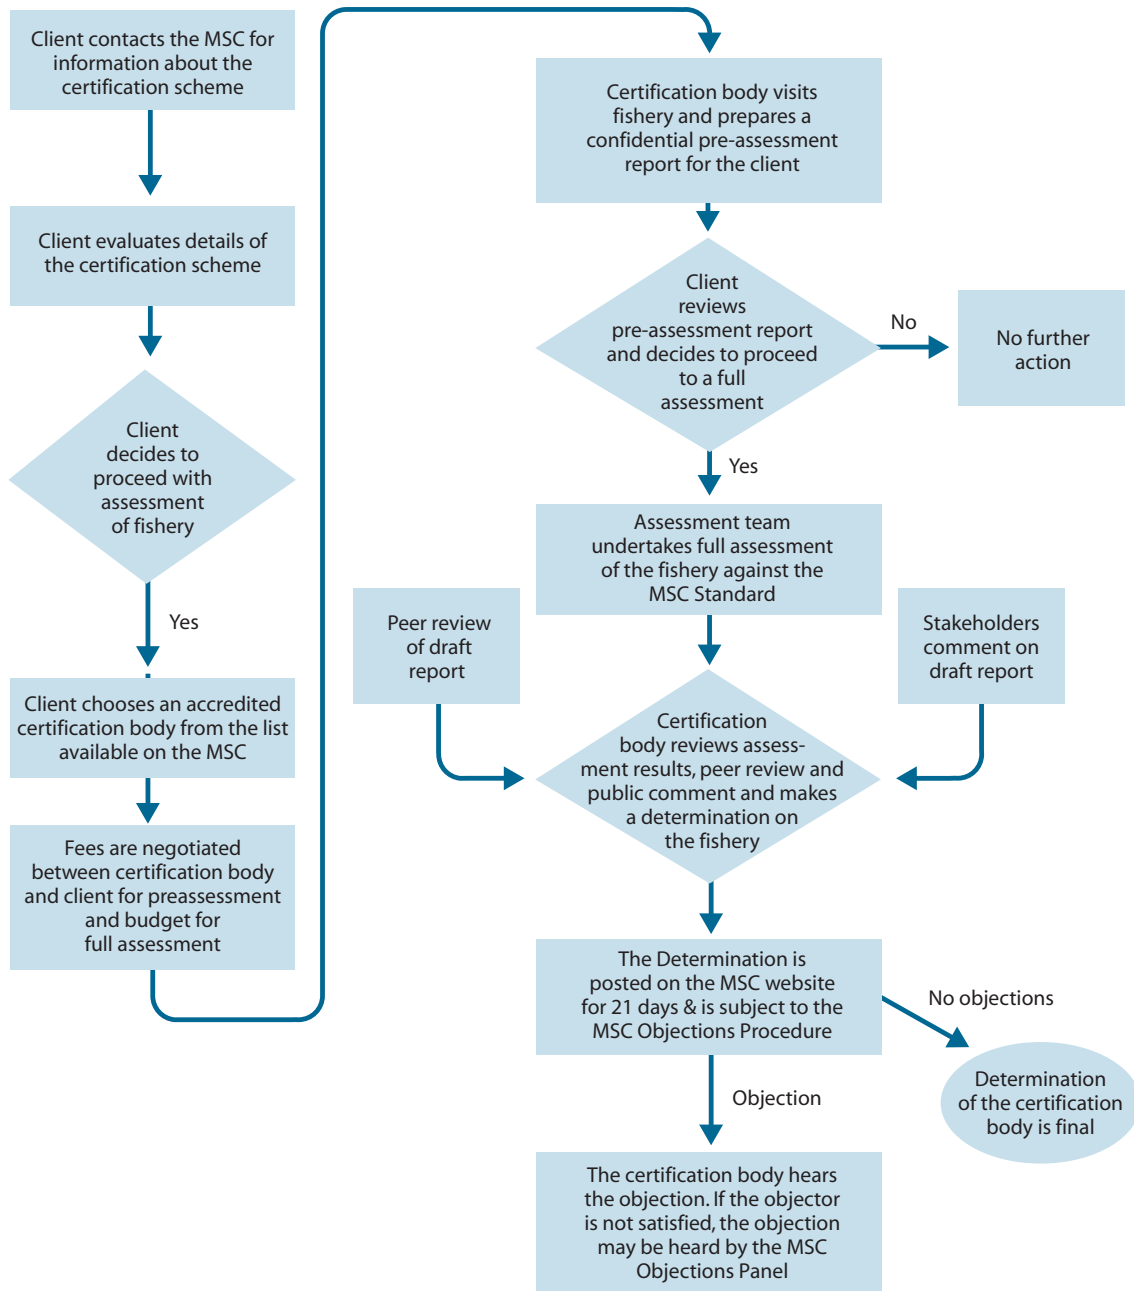 Client contacts the MSC for
information about the
certification scheme
Client evaluates details of
the certification scheme
Client
decides to
proceed with
assessment
of fishery
Yes
Client chooses an accredited
certification body from the list
available on the MSC
Fees are negotiated
between certification body
and client for preassessment
and budget for
full assessment
Certification body visits
fishery and prepares a
confidential pre-assessment
report for the client
Client
reviews
pre-assessment report
and decides to proceed
to a full
assessment
No
No further
action
Yes
Assessment team
undertakes full assessment
of the fishery against the
MSC Standard
Peer review
of draft
report
Stakeholders
comment on
draft report
Certification
body reviews assess-
ment results, peer review and
public comment and makes
a determination on
the fishery
The Determination is
posted on the MSC website
for 21 days & is subject to the
MSC Objections Procedure
No objections
Determination
of the certification
body is final
Objection
The certification body hears
the objection. If the objector
is not satisfied, the objection
may be heard by the MSC
Objections Panel